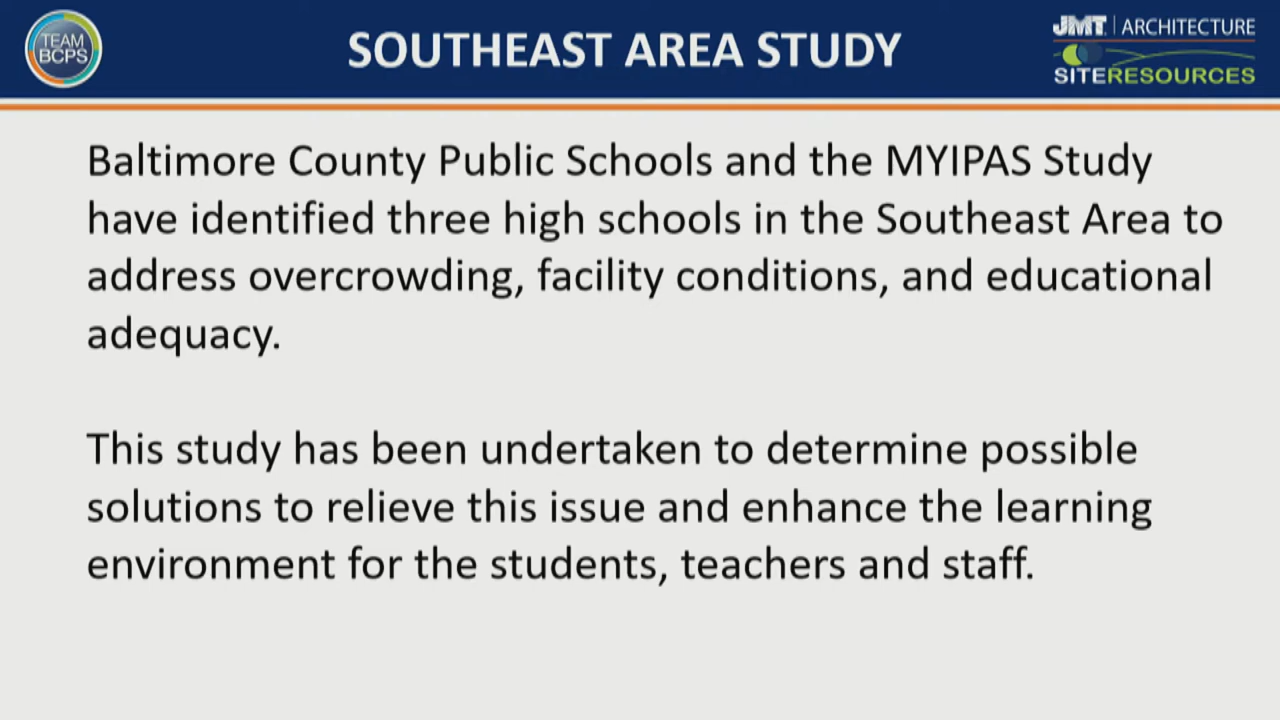 TEAM
BCPS
SOUTHEAST AREA STUDY
JMT ARCHITECTURE
SITERESOURCES
Baltimore County Public Schools and the MYIPAS Study
have identified three high schools in the Southeast Area to
address overcrowding, facility conditions, and educational
adequacy.
This study has been undertaken to determine possible
solutions to relieve this issue and enhance the learning
environment for the students, teachers and staff.